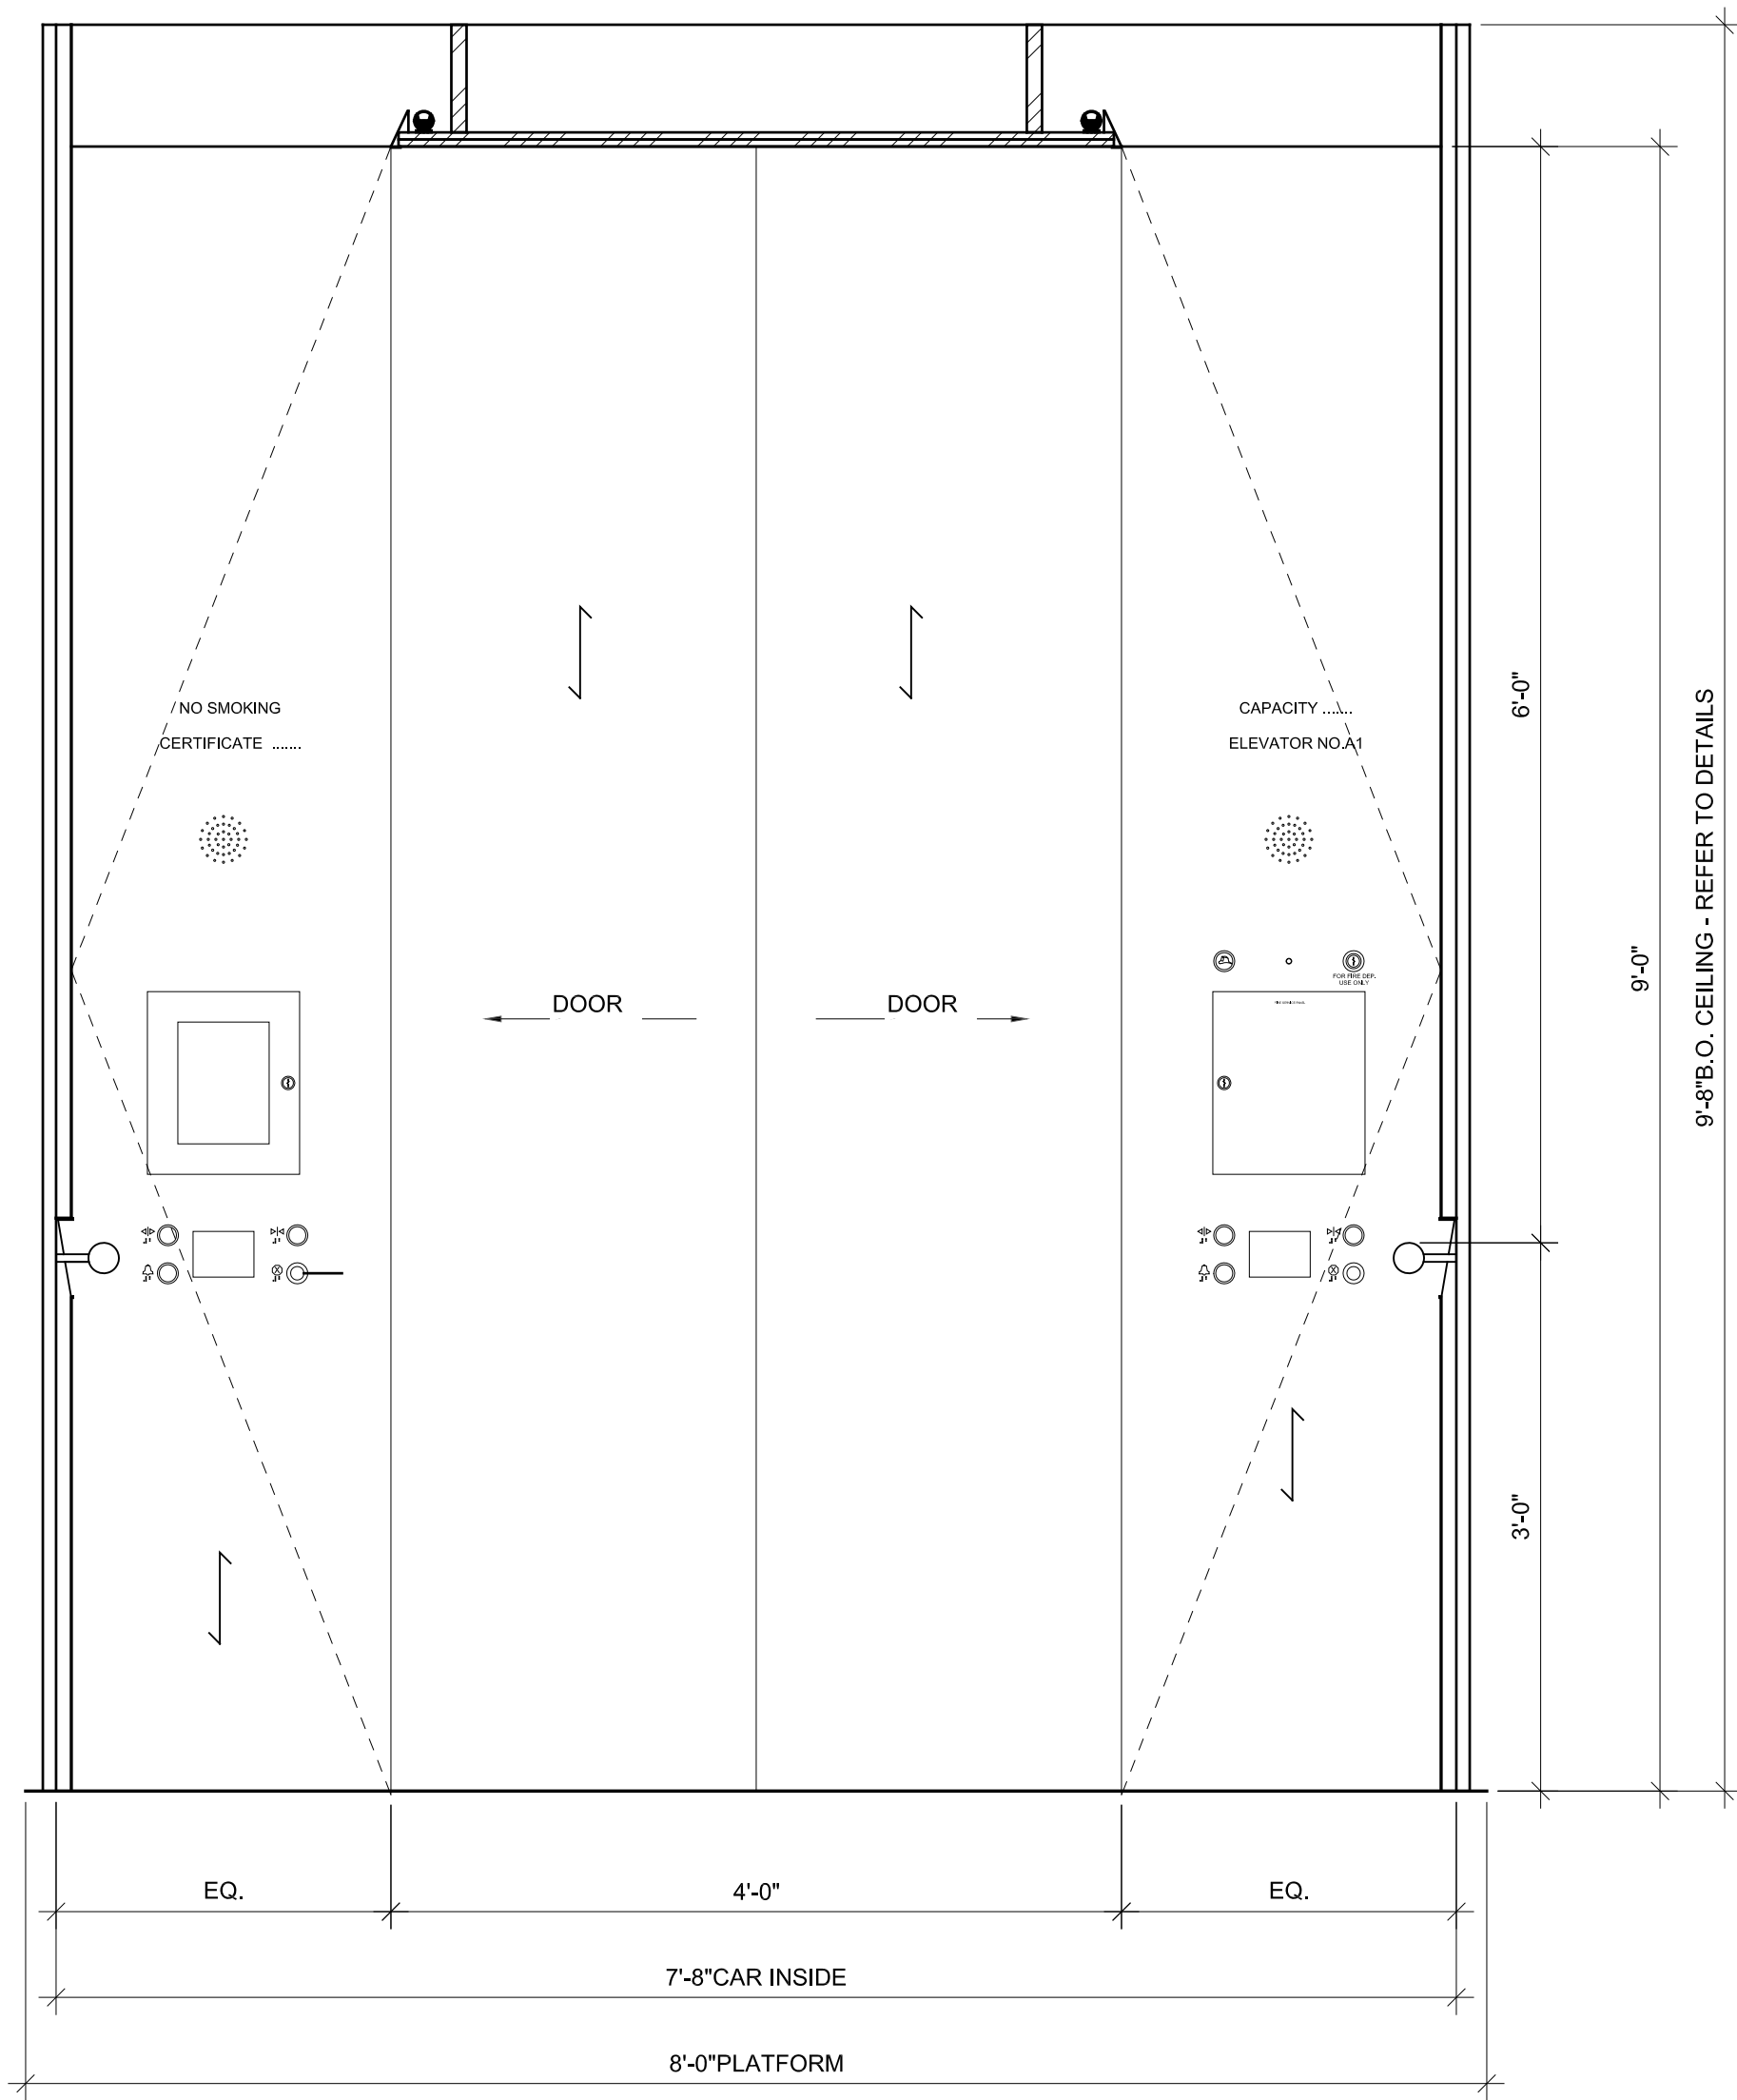 NO SMOKING
CERTIFICATE .......
CAPACITY .......
ELEVATOR NO.A1
FOR FIRE DEP.
USE ONLY
DOOR
DOOR
6'-0"
9'-0"
9'-8"B.O. CEILING - REFER TO DETAILS
3'-0"
EQ.
4'-0"
EQ.
7'-8"CAR INSIDE
8'-0"PLATFORM